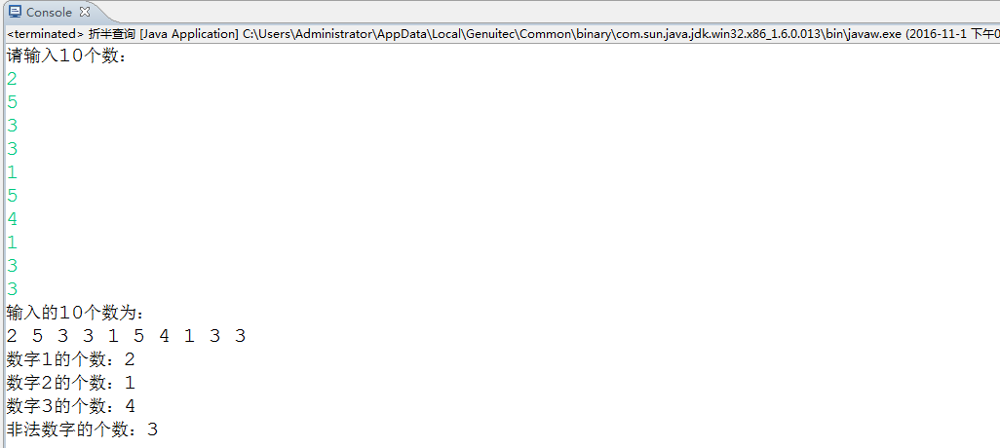 Console
<terminated> 折半查询 [Java Application] C:\Users\Administrator\AppData\Local\Genuitec\Common\binary\com.sun.java.jdk.win32.x86_1.6.0.013\bin\javaw.exe (2016-11-1 下午0
请输入10个数：
2
5
3
3
1
5
4
1
3
3
输入的10个数为：
2 5 3 3 1 5 4 1 3 3
数字1的个数：2
数字2的个数：1
数字3的个数：4
非法数字的个数：3